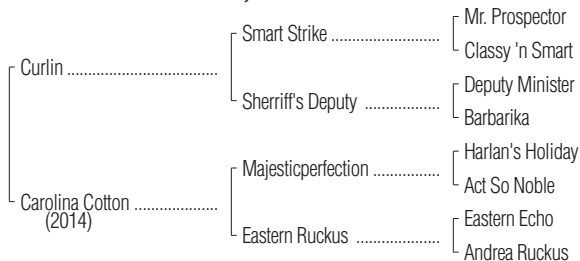 Mr. Prospector
Smart Strike ....................
Classy 'n Smart
Curlin ....................................
Deputy Minister
Sherriff's Deputy ..................
Barbarika
Harlan's Holiday
Majesticperfection ..................
Act So Noble
Carolina Cotton ....................
(2014)
Eastern Echo
Eastern Ruckus ....................
Andrea Ruckus